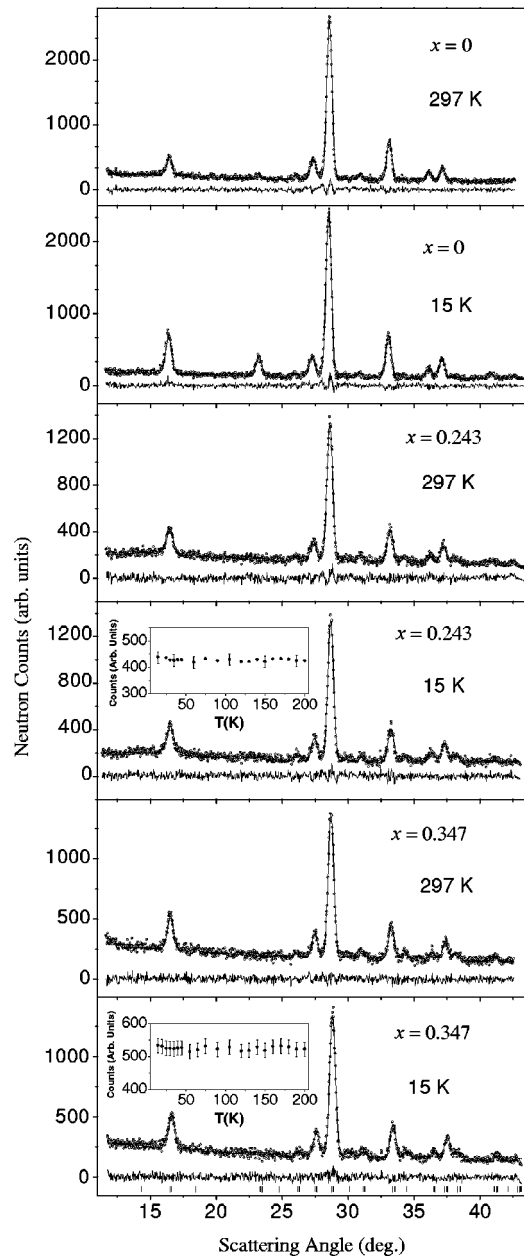 2000
1000
0
x = 0
297 K
2000
1000
0
x = 0
15 K
1200
800
400
0
x = 0.243
297 K
1200
800
400
0
x = 0.243
15 K
Counts (Arb. Units)
500
400
300
0 50 100 150 200
T(K)
1000
500
0
x = 0.347
297 K
1000
500
0
x = 0.347
15 K
Counts (Arb. Units)
600
500
400
0 50 100 150 200
T(K)
Neutron Counts (arb. units)
15 20 25 30 35 40
Scattering Angle (deg.)